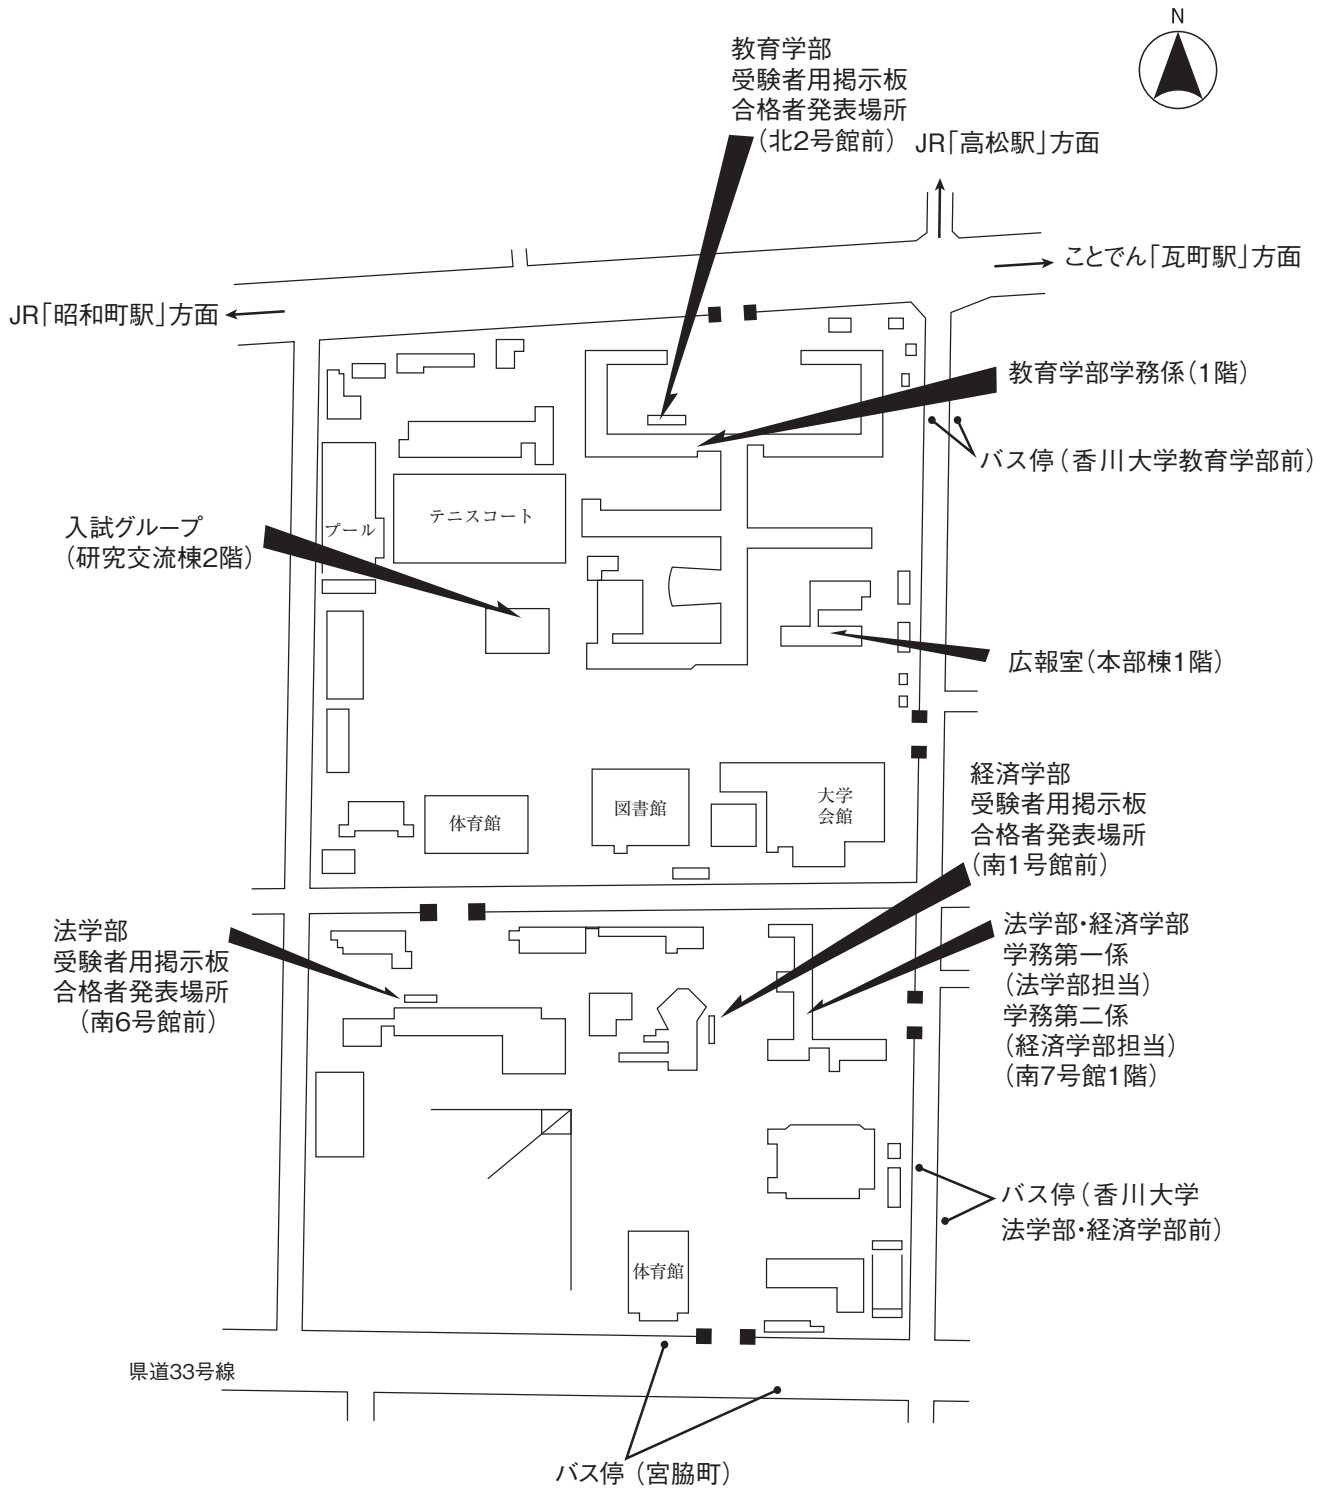 N
教育学部
受験者用掲示板
合格者発表場所
(北2号館前)
JR「高松駅」方面
ことでん「瓦町駅」方面
JR「昭和町駅」方面
教育学部学務係(1階)
バス停(香川大学教育学部前)
プール
テニスコート
入試グループ
(研究交流棟2階)
広報室(本部棟1階)
経済学部
受験者用掲示板
合格者発表場所
(南1号館前)
体育館
図書館
大学
会館
法学部
受験者用掲示板
合格者発表場所
(南6号館前)
法学部・経済学部
学務第一係
(法学部担当)
学務第二係
(経済学部担当)
(南7号館1階)
バス停(香川大学
法学部・経済学部前)
体育館
県道33号線
バス停(宮脇町)